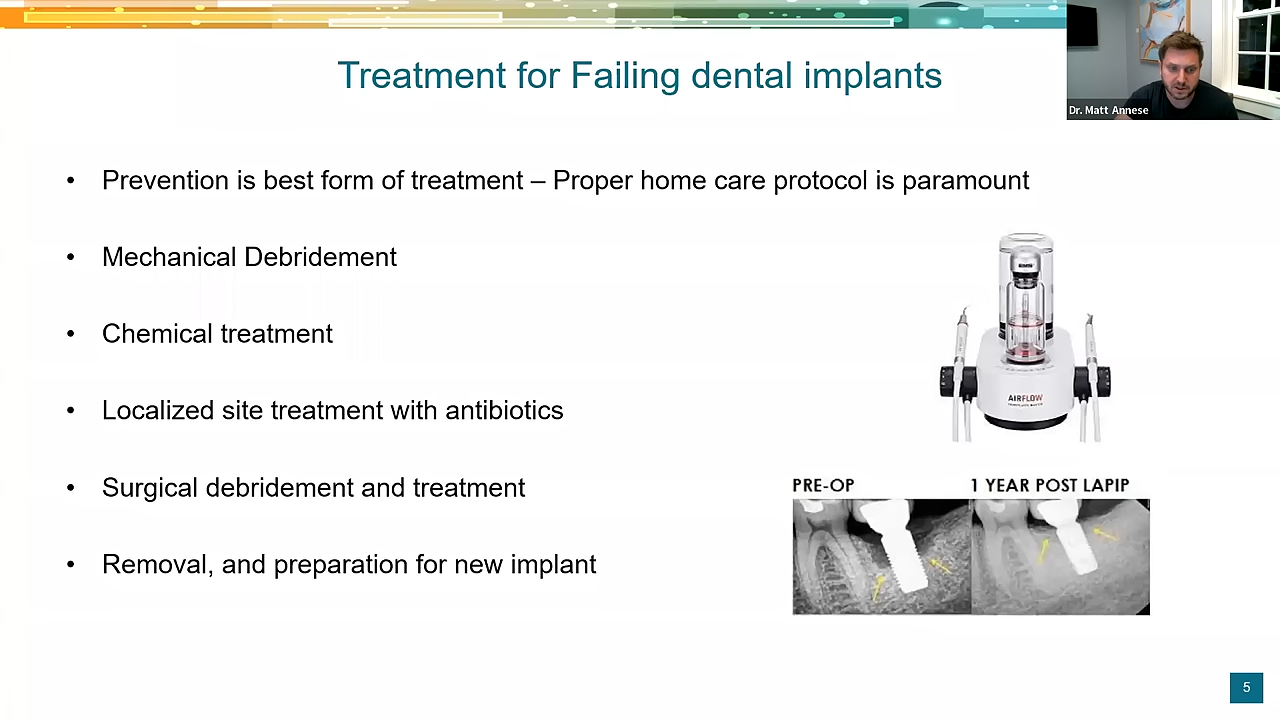 Treatment for Failing dental implants
Dr. Matt Annese
• Prevention is best form of treatment – Proper home care protocol is paramount
• Mechanical Debridement
• Chemical treatment
• Localized site treatment with antibiotics
• Surgical debridement and treatment
• Removal, and preparation for new implant
AIRFLOW
PRE-OP
1 YEAR POST LAPIP
5